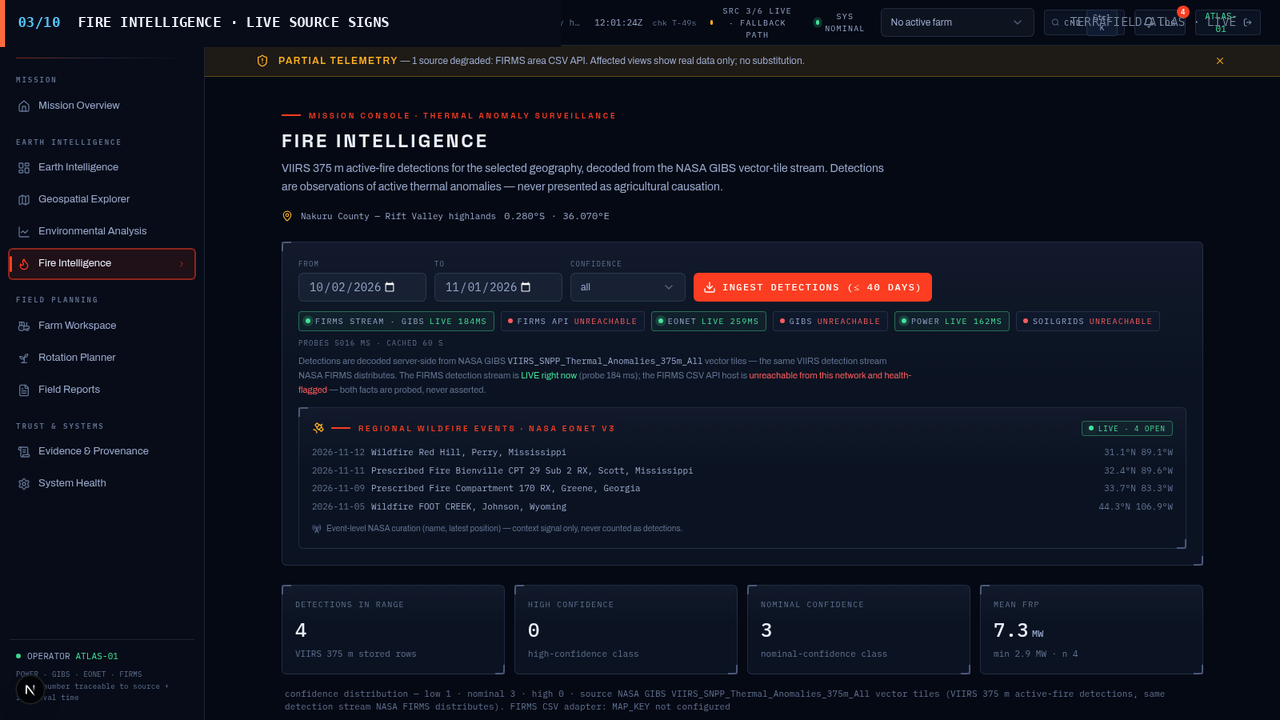 03/10 FIRE INTELLIGENCE · LIVE SOURCE SIGNS
12:01:24Z chk T-49s
SRC 3/6 LIVE
· FALLBACK
PATH
SYS
NOMINAL
No active farm
TERRAFIELD ATLAS · LIVE
4
ATLAS-
01
PARTIAL TELEMETRY — 1 source degraded: FIRMS area CSV API. Affected views show real data only; no substitution.
MISSION
Mission Overview
EARTH INTELLIGENCE
Earth Intelligence
Geospatial Explorer
Environmental Analysis
Fire Intelligence
FIELD PLANNING
Farm Workspace
Rotation Planner
Field Reports
TRUST & SYSTEMS
Evidence & Provenance
System Health
OPERATOR ATLAS-01
POWER · GIBS · EONET · FIRMS
number traceable to source +
val time
N
MISSION CONSOLE · THERMAL ANOMALY SURVEILLANCE
FIRE INTELLIGENCE
VIIRS 375 m active-fire detections for the selected geography, decoded from the NASA GIBS vector-tile stream. Detections
are observations of active thermal anomalies — never presented as agricultural causation.
Nakuru County — Rift Valley highlands 0.280°S · 36.070°E
FROM TO CONFIDENCE
10/02/2026 11/01/2026 all INGEST DETECTIONS (≤ 40 DAYS)
FIRMS STREAM · GIBS LIVE 184MS FIRMS API UNREACHABLE EONET LIVE 259MS GIBS UNREACHABLE POWER LIVE 162MS SOILGRIDS UNREACHABLE
PROBES 5016 MS · CACHED 60 S
Detections are decoded server-side from NASA GIBS VIIRS_SNPP_Thermal_Anomalies_375m_All vector tiles — the same VIIRS detection stream
NASA FIRMS distributes. The FIRMS detection stream is LIVE right now (probe 184 ms); the FIRMS CSV API host is unreachable from this network and health-
flagged — both facts are probed, never asserted.
REGIONAL WILDFIRE EVENTS · NASA EONET V3 LIVE · 4 OPEN
2026-11-12 Wildfire Red Hill, Perry, Mississippi 31.1°N 89.1°W
2026-11-11 Prescribed Fire Bienville CPT 29 Sub 2 RX, Scott, Mississippi 32.4°N 89.6°W
2026-11-09 Prescribed Fire Compartment 170 RX, Greene, Georgia 33.7°N 83.3°W
2026-11-05 Wildfire FOOT CREEK, Johnson, Wyoming 44.3°N 106.9°W
Event-level NASA curation (name, latest position) — context signal only, never counted as detections.
DETECTIONS IN RANGE
4
VIIRS 375 m stored rows
HIGH CONFIDENCE
0
high-confidence class
NOMINAL CONFIDENCE
3
nominal-confidence class
MEAN FRP
7.3 MW
min 2.9 MW · n 4
confidence distribution — low 1 · nominal 3 · high 0 · source NASA GIBS VIIRS_SNPP_Thermal_Anomalies_375m_All vector tiles (VIIRS 375 m active-fire detections, same
detection stream NASA FIRMS distributes). FIRMS CSV adapter: MAP_KEY not configured